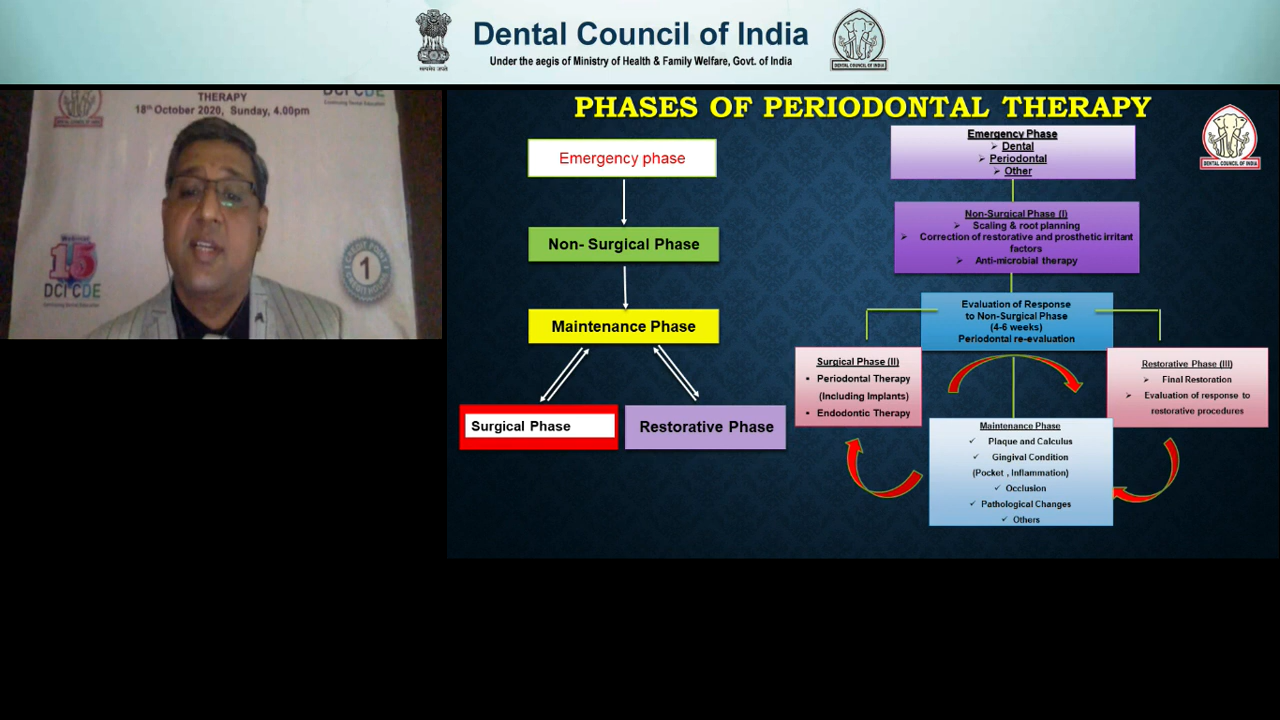 Dental Council of India
Under the aegis of Ministry of Health & Family Welfare, Govt. of India
DENTAL COUNCIL OF INDIA
THERAPY
18th October 2020, Sunday, 4.00pm
Webinar
15
DCI CDE
1
PHASES OF PERIODONTAL THERAPY
DENTAL COUNCIL OF INDIA
Emergency phase
Non- Surgical Phase
Maintenance Phase
Surgical Phase
Restorative Phase
Emergency Phase
➢ Dental
➢ Periodontal
➢ Other
Non-Surgical Phase (I)
➢ Scaling & root planning
➢ Correction of restorative and prosthetic irritant
factors
➢ Anti-microbial therapy
Evaluation of Response
to Non-Surgical Phase
(4-6 weeks)
Periodontal re-evaluation
Surgical Phase (II)
▪ Periodontal Therapy
(Including Implants)
▪ Endodontic Therapy
Restorative Phase (III)
➢ Final Restoration
➢ Evaluation of response to
restorative procedures
Maintenance Phase
✓ Plaque and Calculus
✓ Gingival Condition
(Pocket , Inflammation)
✓ Occlusion
✓ Pathological Changes
✓ Others